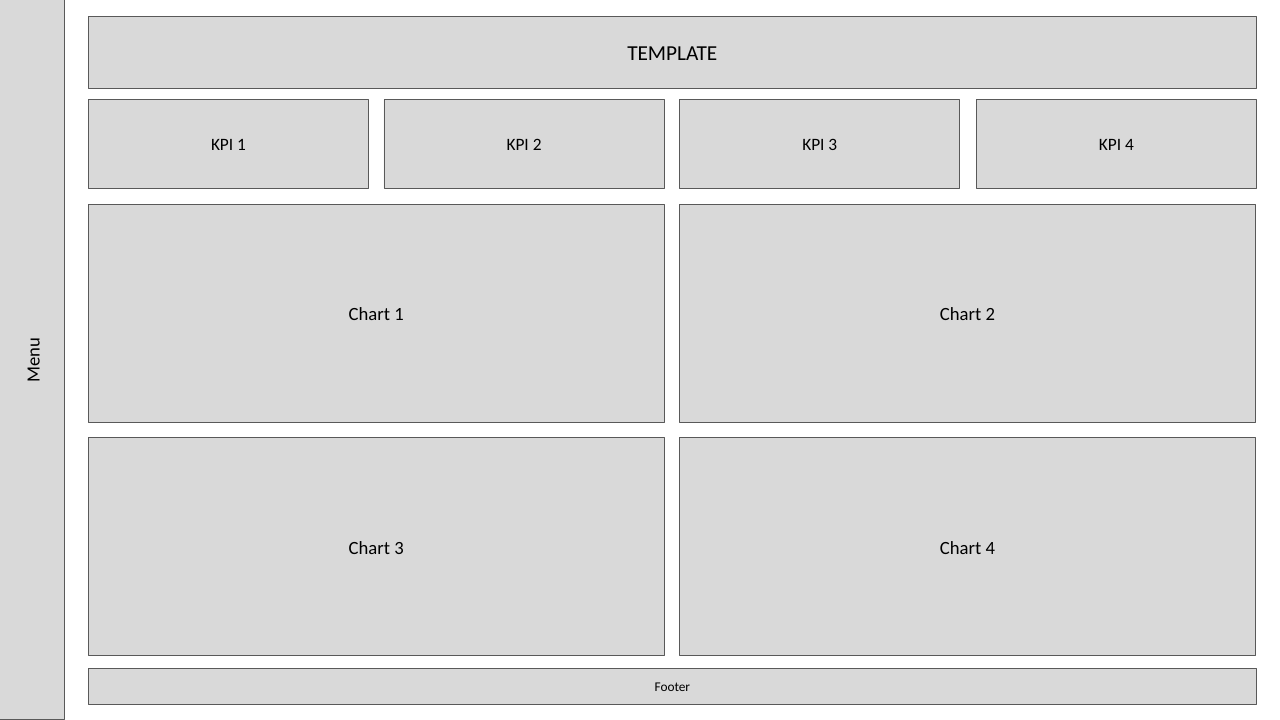 TEMPLATE
KPI 1
KPI 2
KPI 3
KPI 4
Menu
Chart 1
Chart 2
Chart 3
Chart 4
Footer